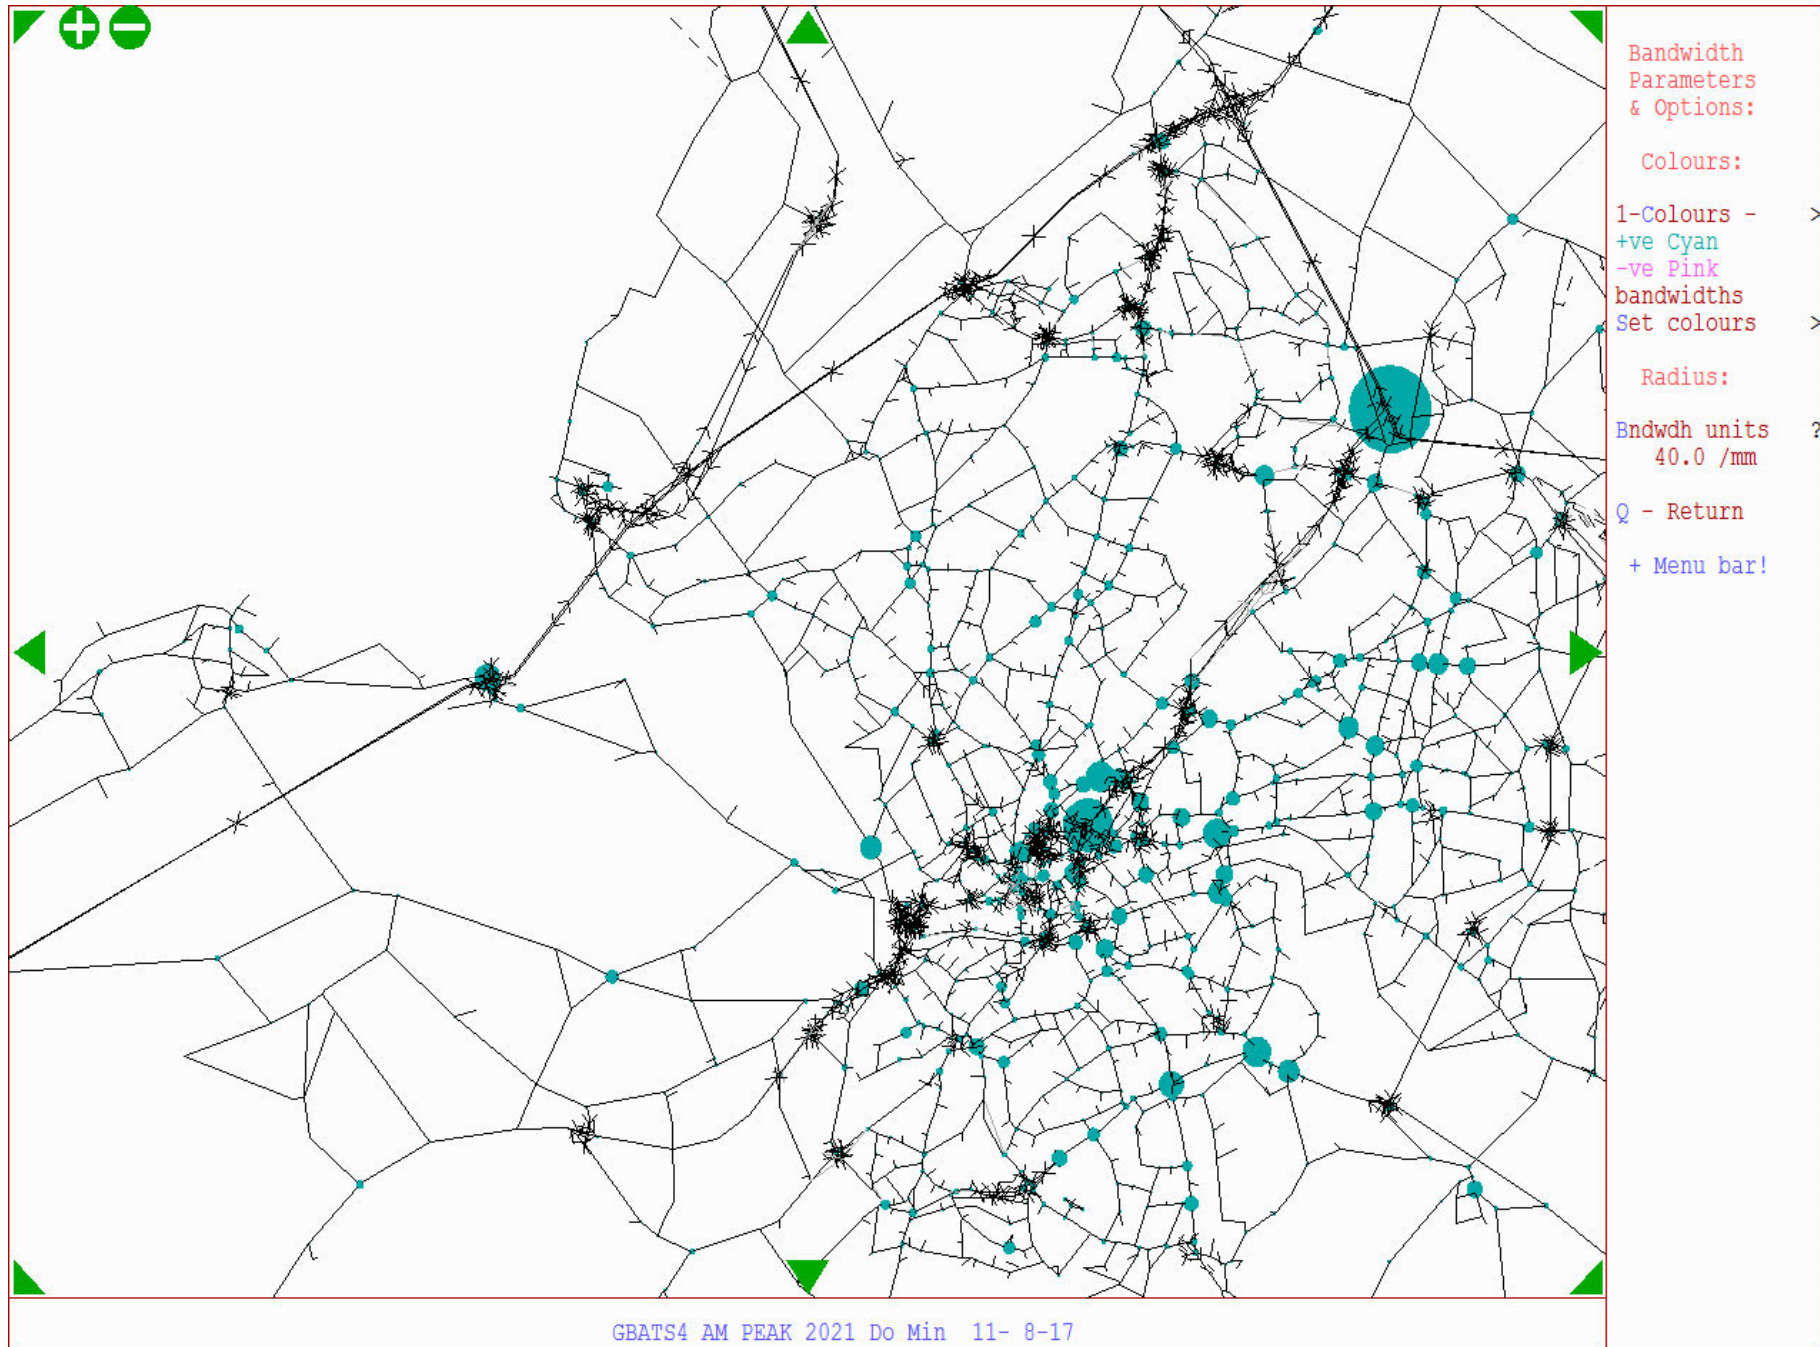 Bandwidth
Parameters
& Options:
Colours:
1-Colours - >
+ve Cyan
-ve Pink
bandwidths
Set colours >
Radius:
Bndwdh units ?
40.0 /mm
Q - Return
+ Menu bar!
GBATS4 AM PEAK 2021 Do Min 11- 8-17